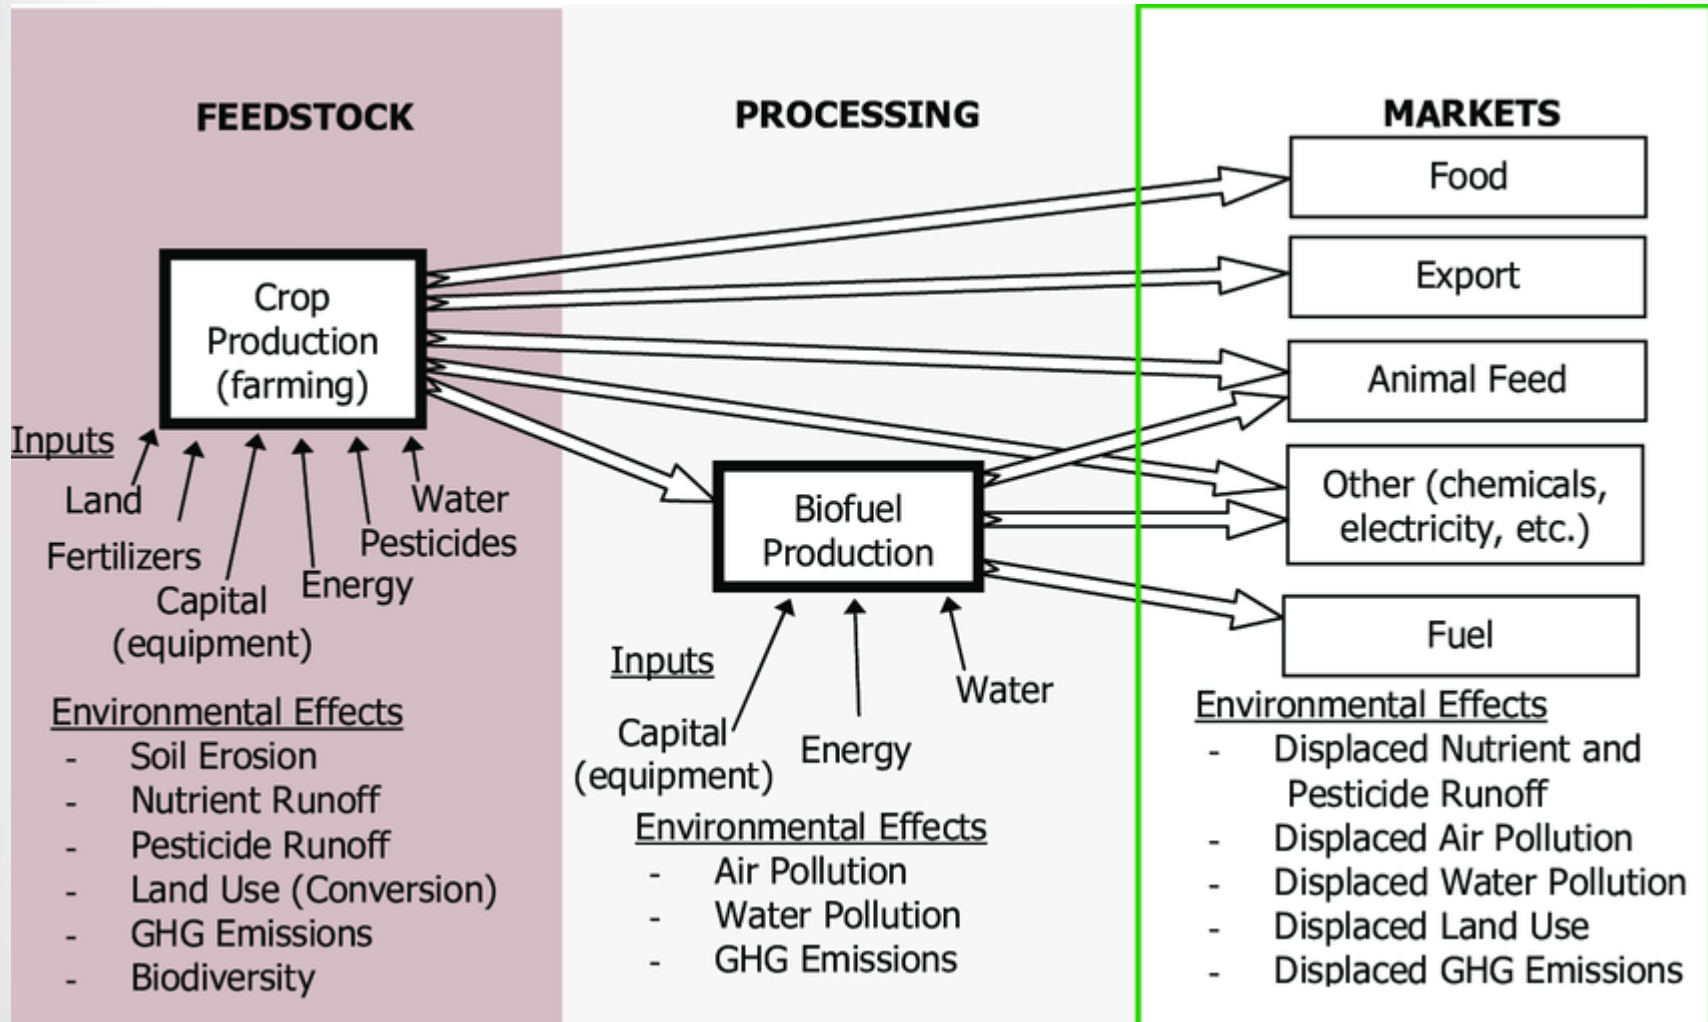 FEEDSTOCK
Crop
Production
(farming)
Inputs
Land
Fertilizers
Capital
(equipment)
Energy
Pesticides
Water
Environmental Effects
- Soil Erosion
- Nutrient Runoff
- Pesticide Runoff
- Land Use (Conversion)
- GHG Emissions
- Biodiversity
PROCESSING
Biofuel
Production
Inputs
Capital
(equipment)
Energy
Water
Environmental Effects
- Air Pollution
- Water Pollution
- GHG Emissions
MARKETS
Food
Export
Animal Feed
Other (chemicals,
electricity, etc.)
Fuel
Environmental Effects
- Displaced Nutrient and
Pesticide Runoff
- Displaced Air Pollution
- Displaced Water Pollution
- Displaced Land Use
- Displaced GHG Emissions